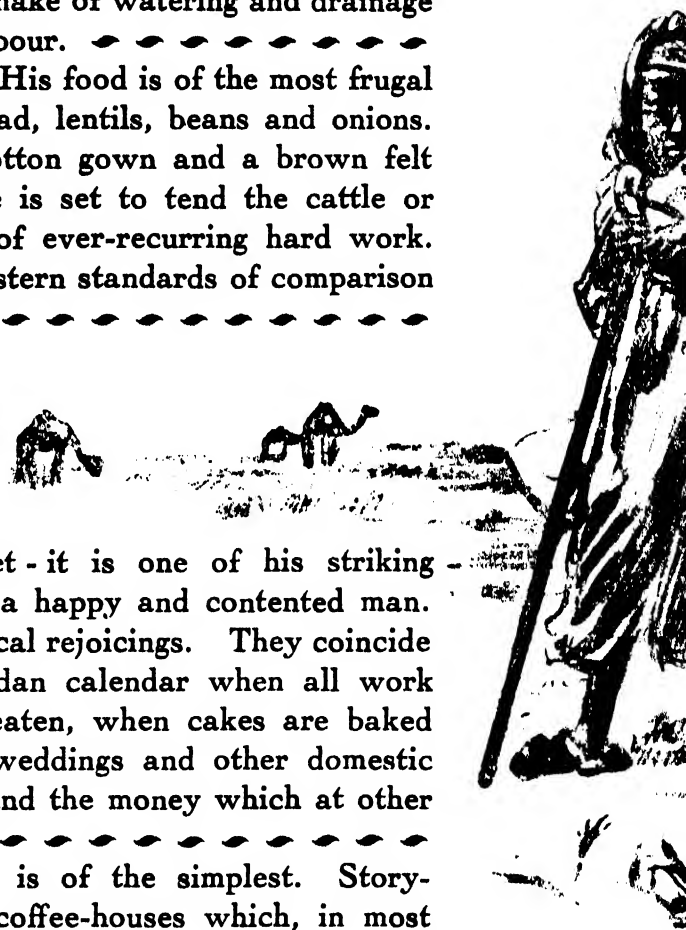 make of watering and drainage
bour.
His food is of the most frugal
ad, lentils, beans and onions.
otton gown and a brown felt
e is set to tend the cattle or
of ever-recurring hard work.
stern standards of comparison
et - it is one of his striking
a happy and contented man.
cal rejoicings. They coincide
dan calendar when all work
eaten, when cakes are baked
weddings and other domestic
nd the money which at other
is of the simplest. Story-
coffee-houses which, in most